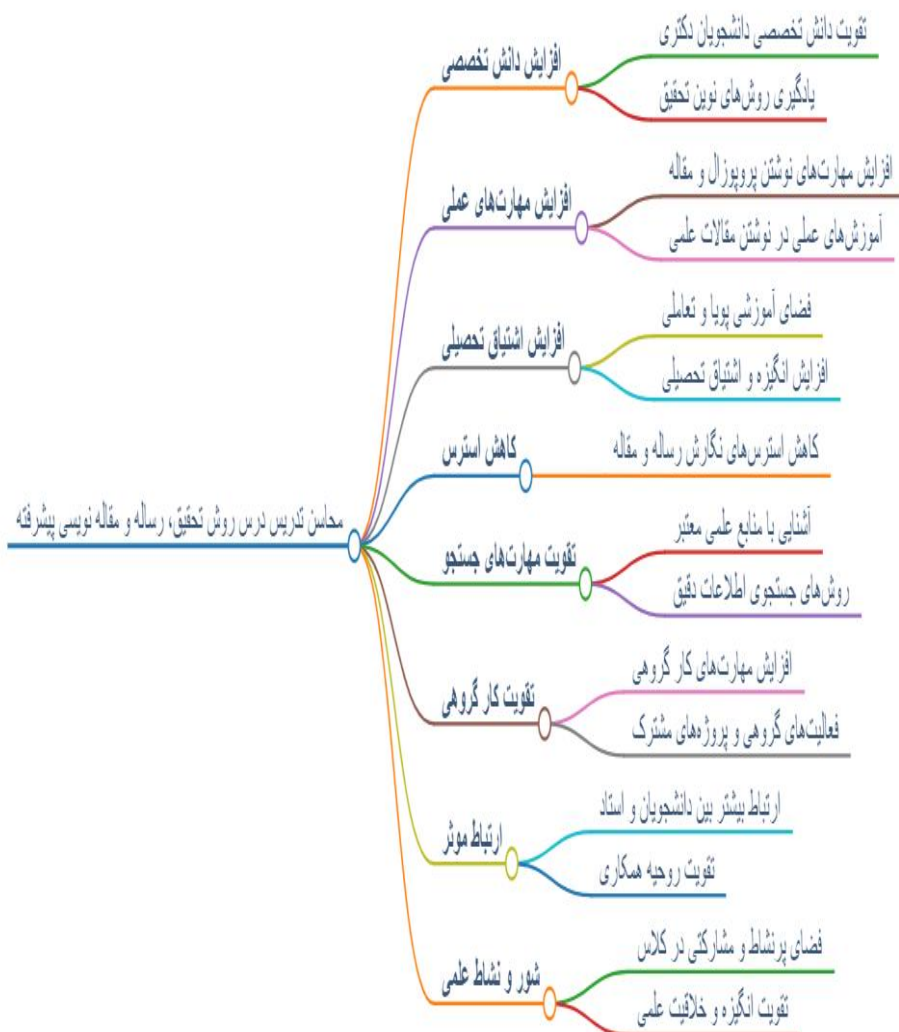 محاسن تدریس درس روش تحقیق، رساله و مقاله نویسی پیشرفته
افزایش دانش تخصصی
تقویت دانش تخصصی دانشجویان دکتری
یادگیری روش‌های نوین تحقیق
افزایش مهارت‌های عملی
افزایش مهارت‌های نوشتن پروپوزال و مقاله
آموزش‌های عملی در نوشتن مقالات علمی
افزایش اشتیاق تحصیلی
فضای آموزشی پویا و تعاملی
افزایش انگیزه و اشتیاق تحصیلی
کاهش استرس
کاهش استرس‌های نگارش رساله و مقاله
تقویت مهارت‌های جستجو
آشنایی با منابع علمی معتبر
روش‌های جستجوی اطلاعات دقیق
تقویت کار گروهی
افزایش مهارت‌های کار گروهی
فعالیت‌های گروهی و پروژه‌های مشترک
ارتباط موثر
ارتباط بیشتر بین دانشجویان و استاد
تقویت روحیه همکاری
شور و نشاط علمی
فضای پرنشاط و مشارکتی در کلاس
تقویت انگیزه و خلاقیت علمی